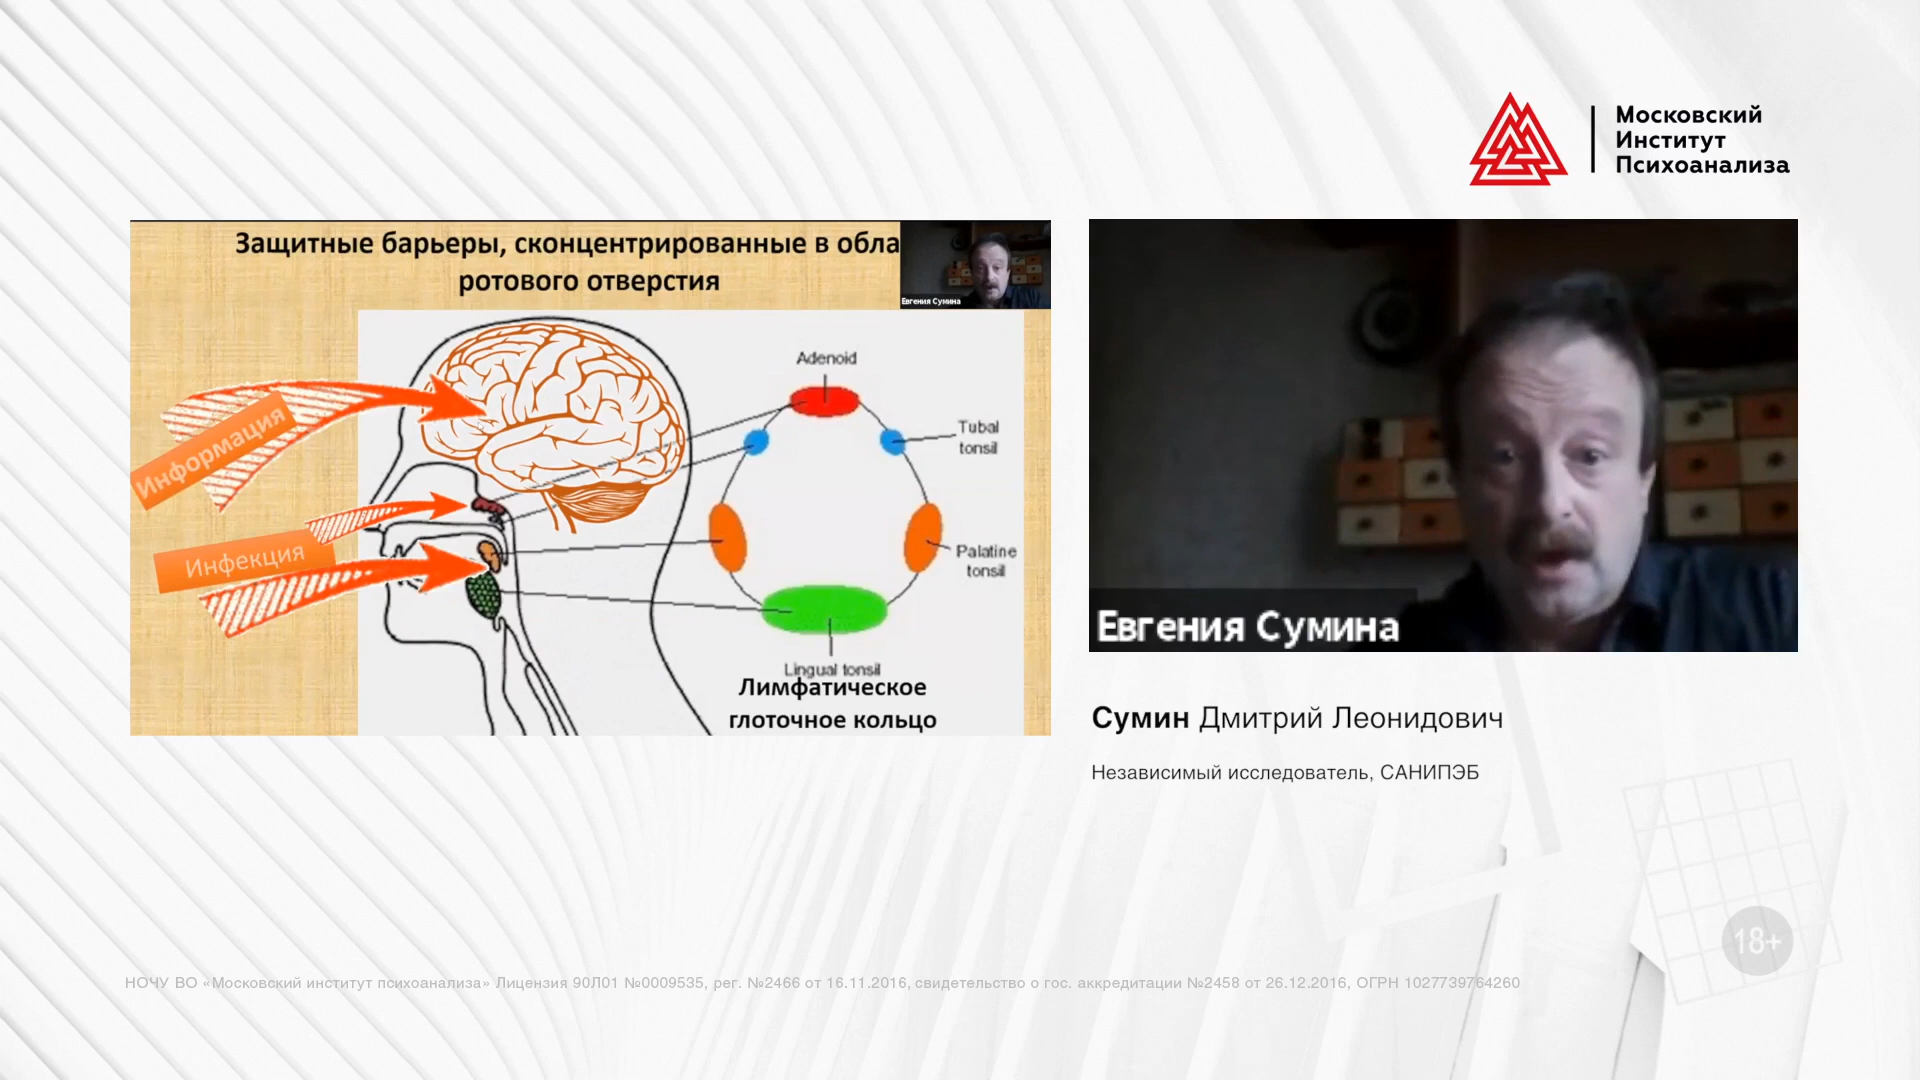 Московский
Институт
Психоанализа
Защитные барьеры, сконцентрированные в обла
ротового отверстия
Евгения Сумина
Adenoid
Tubal
tonsil
Информация
Инфекция
Palatine
tonsil
Lingual tonsil
Лимфатическое
глоточное кольцо
Евгения Сумина
Сумин Дмитрий Леонидович
Независимый исследователь, САНИПЭБ
18+
НОЧУ ВО «Московский институт психоанализа» Лицензия 90Л01 №0009535, рег. №2466 от 16.11.2016, свидетельство о гос. аккредитации №2458 от 26.12.2016, ОГРН 1027739764260